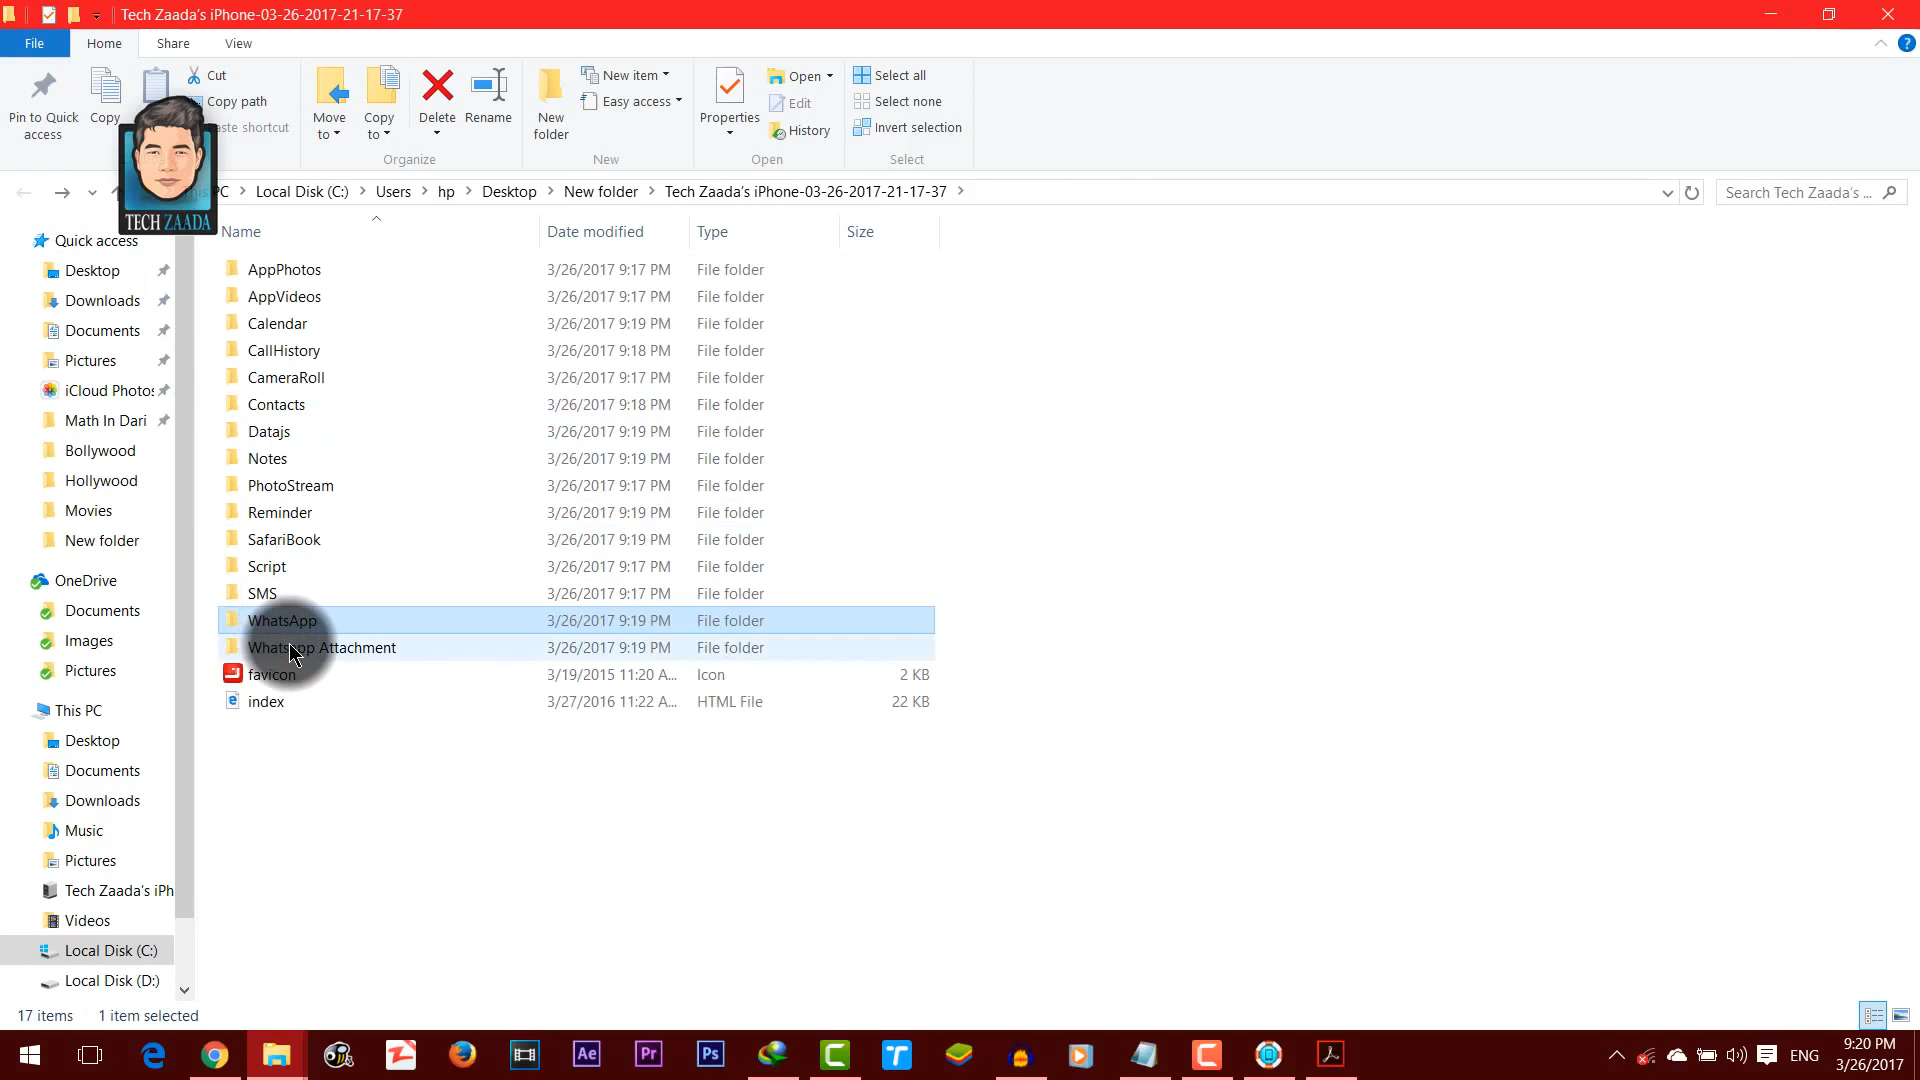 Tech Zaada's iPhone-03-26-2017-21-17-37
File Home Share View
Pin to Quick access
Copy
Cut
Copy path
aste shortcut
Move to
Copy to
Delete
Rename
Organize
New folder
New item
Easy access
New
Properties
Open
Edit
History
Open
Select all
Select none
Invert selection
Select
TECH ZAADA
his PC Local Disk (C:) Users hp Desktop New folder Tech Zaada's iPhone-03-26-2017-21-17-37
Search Tech Zaada's ...
Name Date modified Type Size
Quick access
Desktop
Downloads
Documents
Pictures
iCloud Photos
Math In Dari
Bollywood
Hollywood
Movies
New folder
OneDrive
Documents
Images
Pictures
This PC
Desktop
Documents
Downloads
Music
Pictures
Tech Zaada's iPh
Videos
Local Disk (C:)
Local Disk (D:)
AppPhotos 3/26/2017 9:17 PM File folder
AppVideos 3/26/2017 9:17 PM File folder
Calendar 3/26/2017 9:19 PM File folder
CallHistory 3/26/2017 9:18 PM File folder
CameraRoll 3/26/2017 9:17 PM File folder
Contacts 3/26/2017 9:18 PM File folder
Datajs 3/26/2017 9:19 PM File folder
Notes 3/26/2017 9:19 PM File folder
PhotoStream 3/26/2017 9:17 PM File folder
Reminder 3/26/2017 9:19 PM File folder
SafariBook 3/26/2017 9:19 PM File folder
Script 3/26/2017 9:17 PM File folder
SMS 3/26/2017 9:17 PM File folder
WhatsApp 3/26/2017 9:19 PM File folder
WhatsApp Attachment 3/26/2017 9:19 PM File folder
favicon 3/19/2015 11:20 A... Icon 2 KB
index 3/27/2016 11:22 A... HTML File 22 KB
17 items 1 item selected
Ae Pr Ps
ENG
9:20 PM
3/26/2017